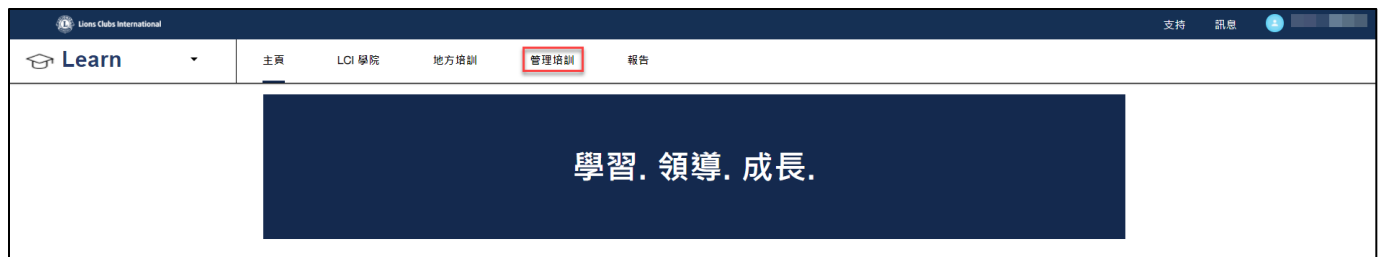 Lions Clubs International
支持 訊息
Learn 主頁 LCI 學院 地方培訓 管理培訓 報告
學習. 領導. 成長.